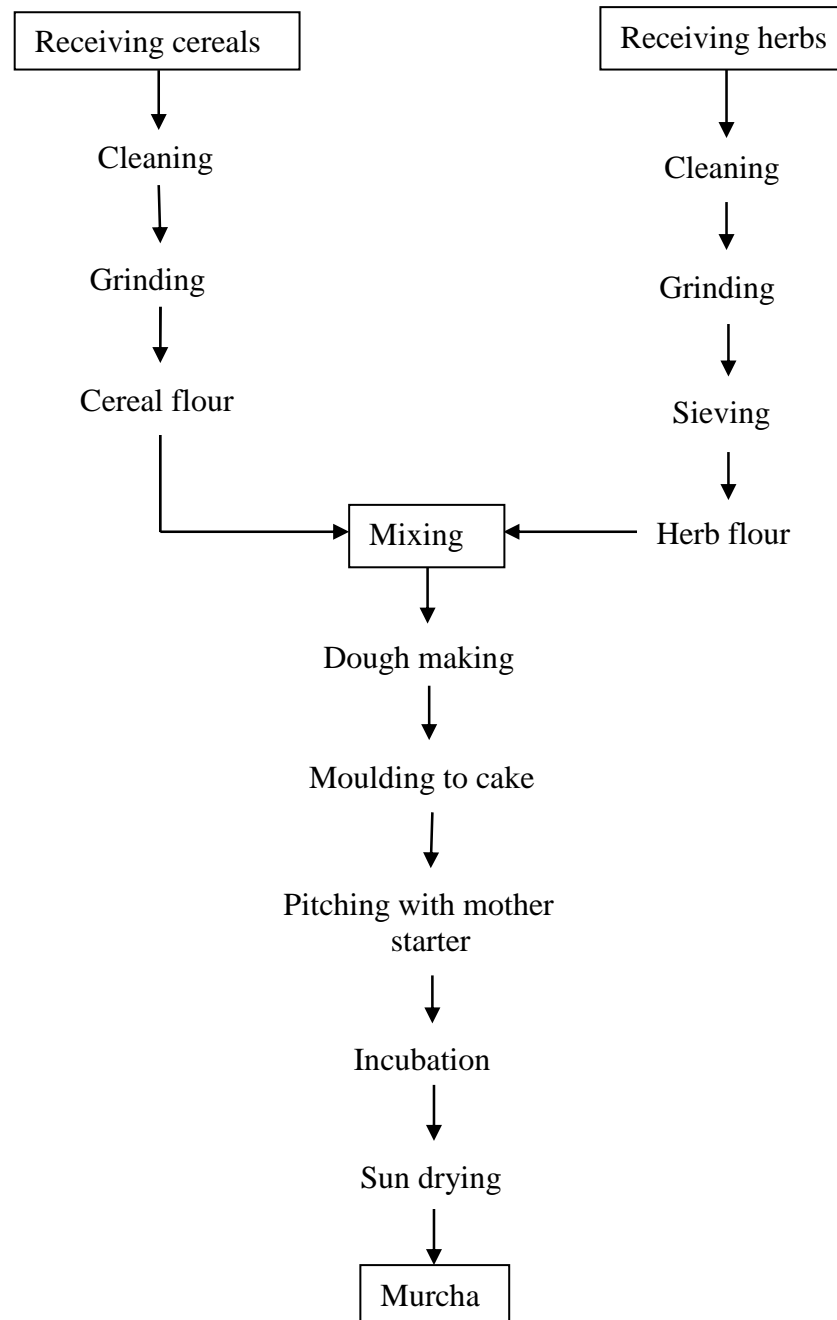 Receiving cereals
Cleaning
Grinding
Cereal flour
Receiving herbs
Cleaning
Grinding
Sieving
Herb flour
Mixing
Dough making
Moulding to cake
Pitching with mother
starter
Incubation
Sun drying
Murcha